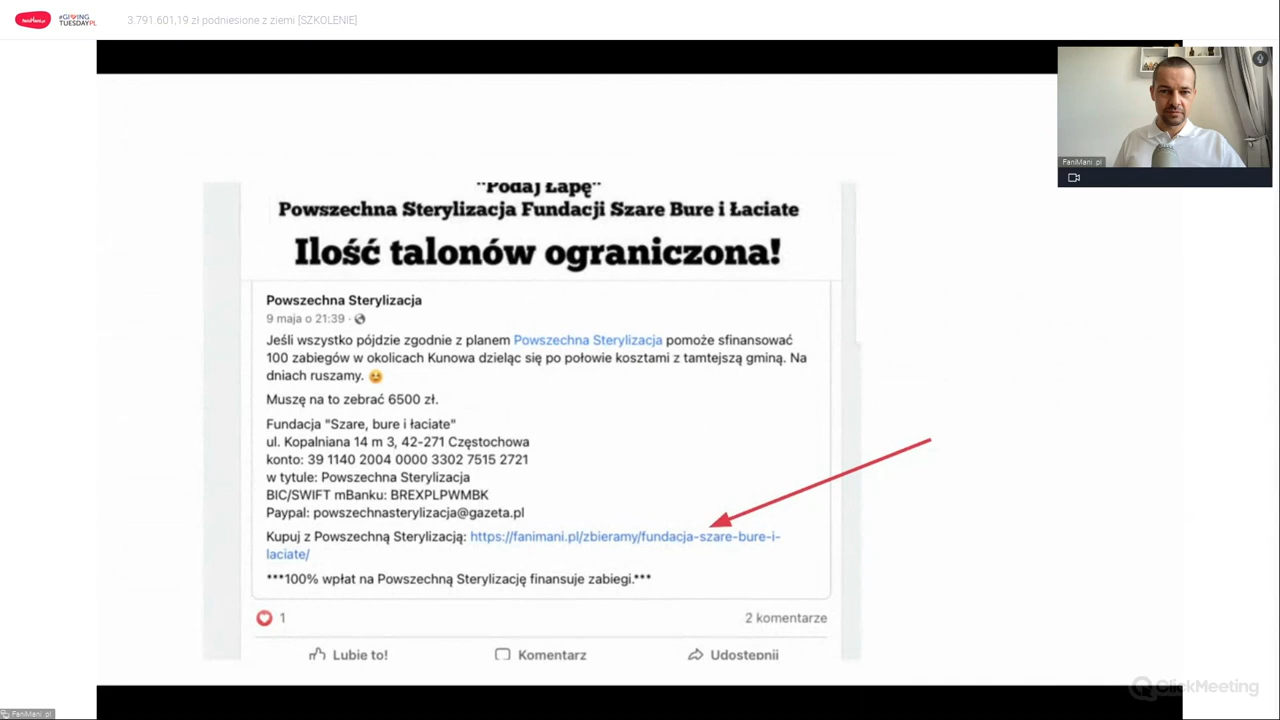 FaniMani.pl
#GIVING
TUESDAYPL
3.791.601,19 zł podniesione z ziemi [SZKOLENIE]
FaniMani .pl
"Podaj Łapę"
Powszechna Sterylizacja Fundacji Szare Bure i Łaciate
Ilość talonów ograniczona!
Powszechna Sterylizacja
9 maja o 21:39 ·
Jeśli wszystko pójdzie zgodnie z planem Powszechna Sterylizacja pomoże sfinansować
100 zabiegów w okolicach Kunowa dzieląc się po połowie kosztami z tamtejszą gminą. Na
dniach ruszamy. 😊
Muszę na to zebrać 6500 zł.
Fundacja "Szare, bure i łaciate"
ul. Kopalniana 14 m 3, 42-271 Częstochowa
konto: 39 1140 2004 0000 3302 7515 2721
w tytule: Powszechna Sterylizacja
BIC/SWIFT mBanku: BREXPLPWMBK
Paypal: powszechnasterylizacja@gazeta.pl
Kupuj z Powszechną Sterylizacją: https://fanimani.pl/zbieramy/fundacja-szare-bure-i-
laciate/
***100% wpłat na Powszechną Sterylizację finansuje zabiegi.***
1
2 komentarze
Lubię to!
Komentarz
Udostępnij
ClickMeeting
FaniMani .pl